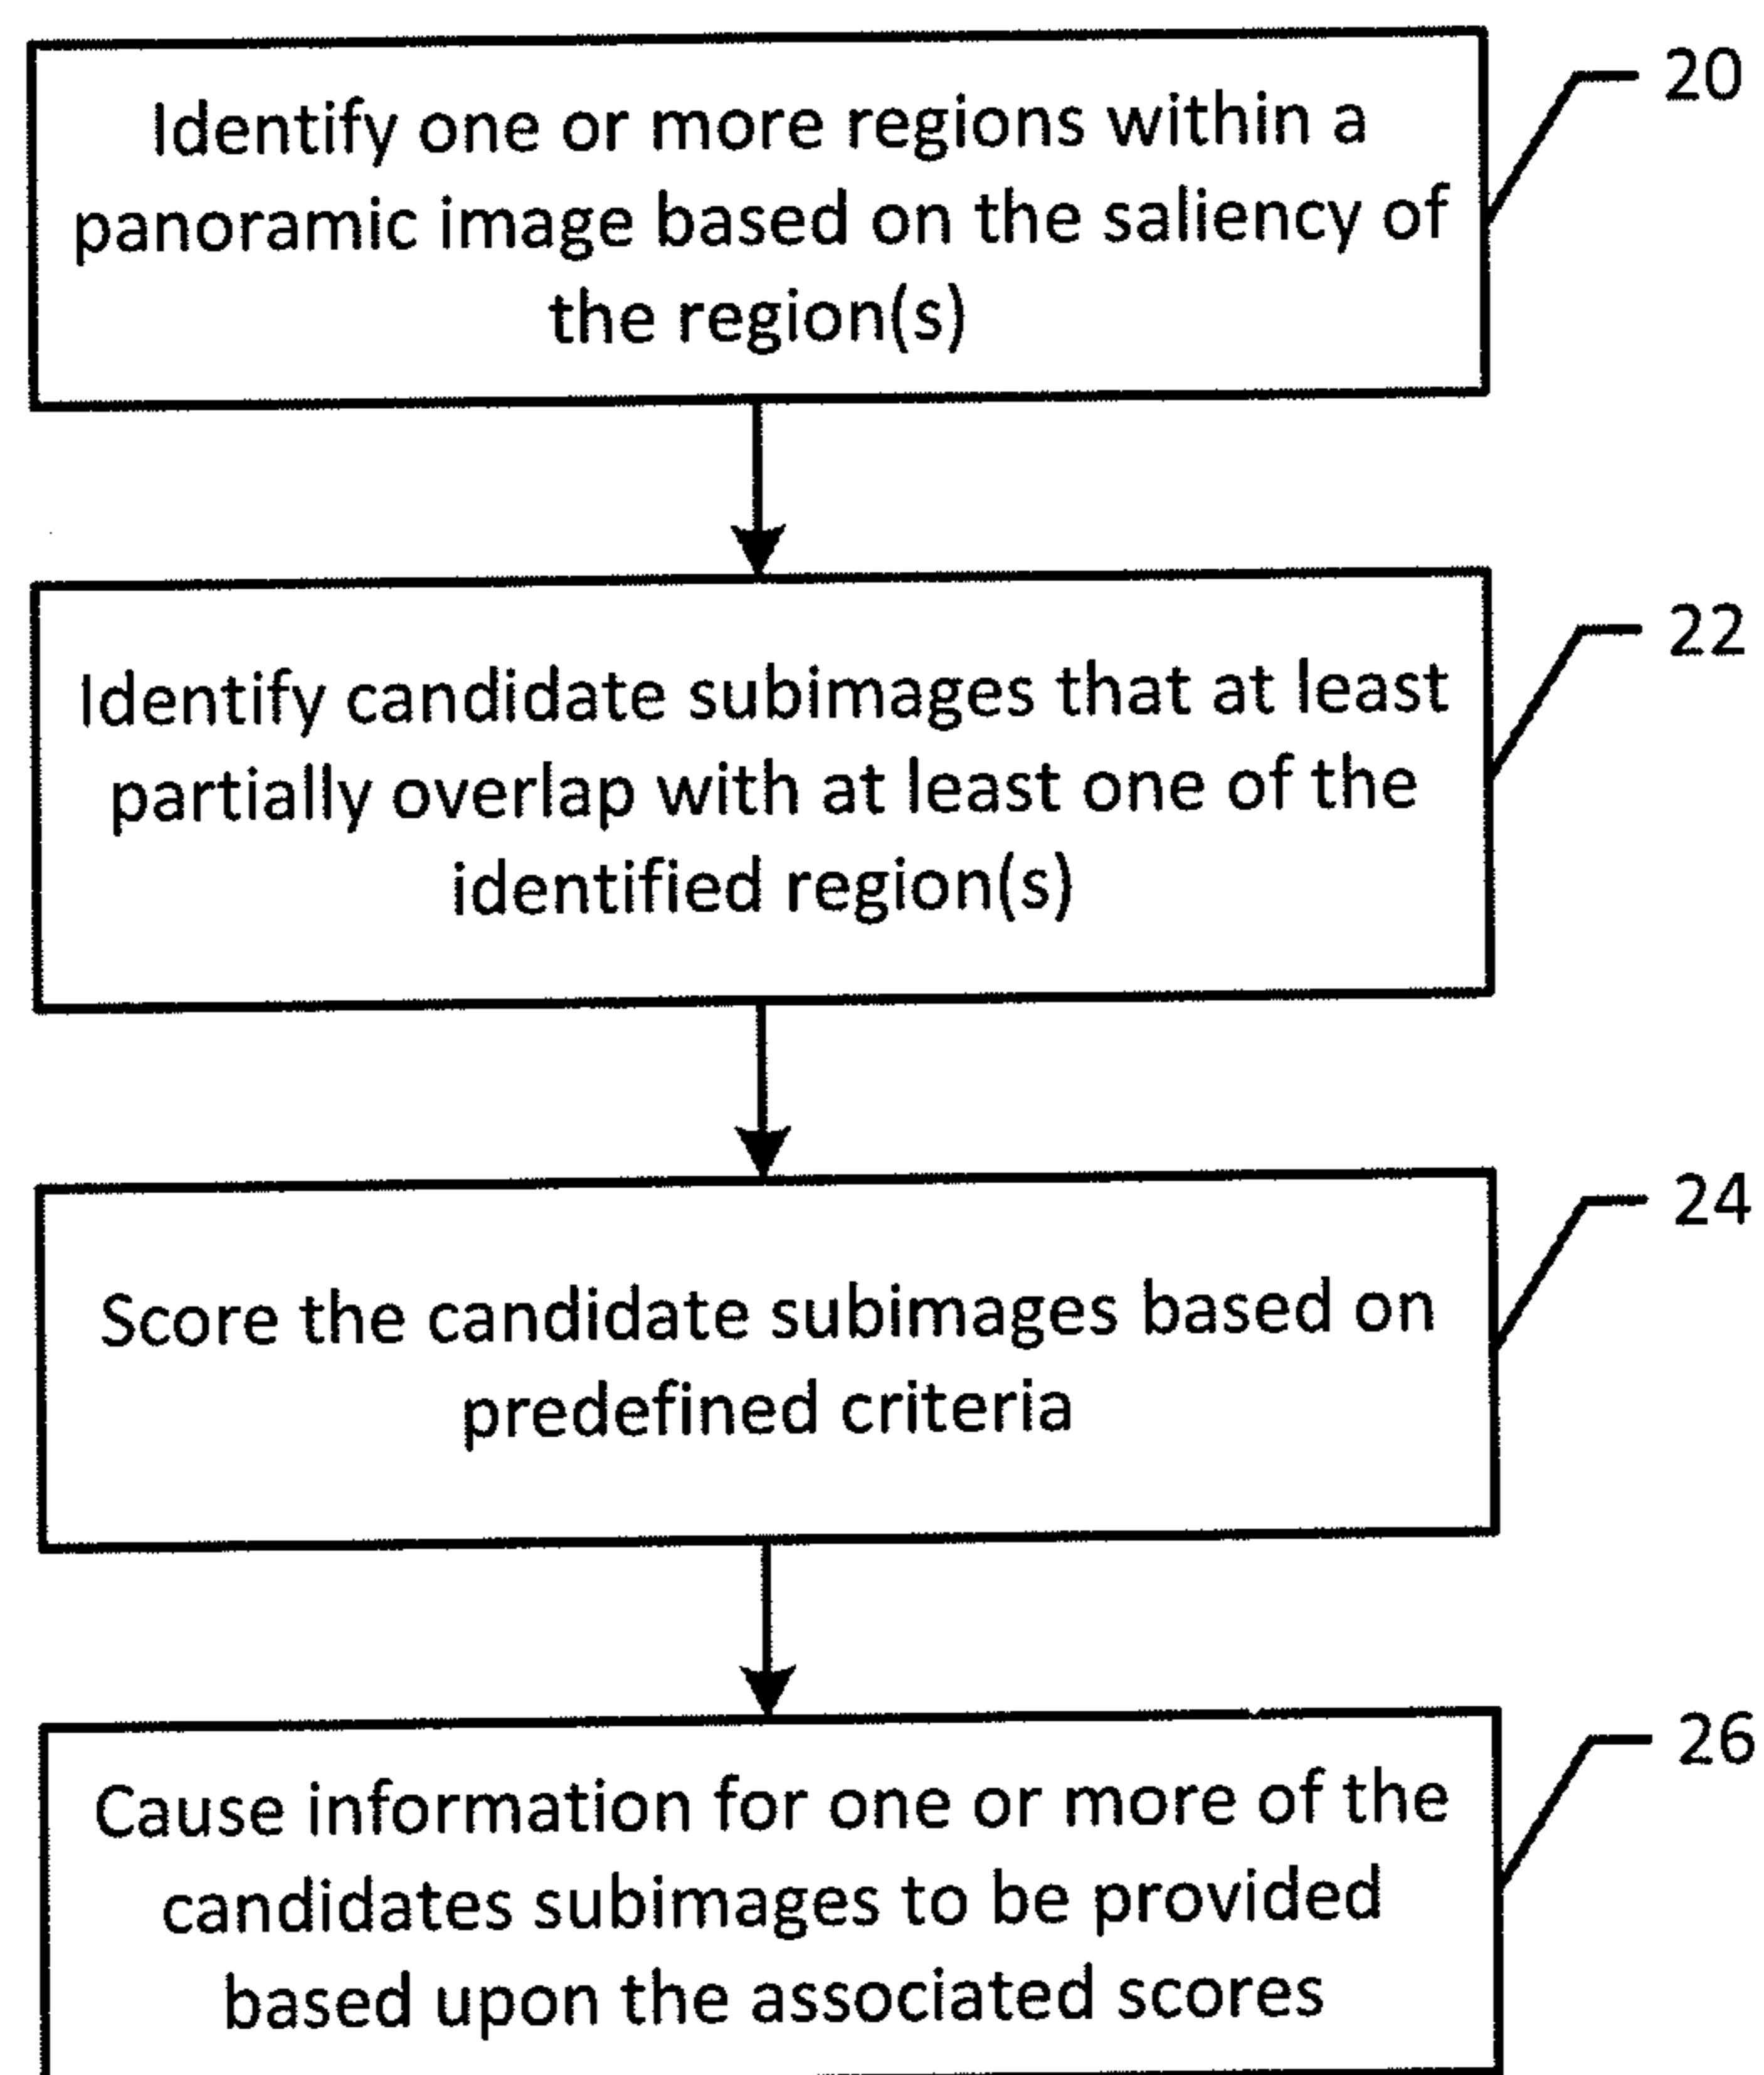 20
Identify one or more regions within a
panoramic image based on the saliency of
the region(s)
22
Identify candidate subimages that at least
partially overlap with at least one of the
identified region(s)
24
Score the candidate subimages based on
predefined criteria
26
Cause information for one or more of the
candidates subimages to be provided
based upon the associated scores